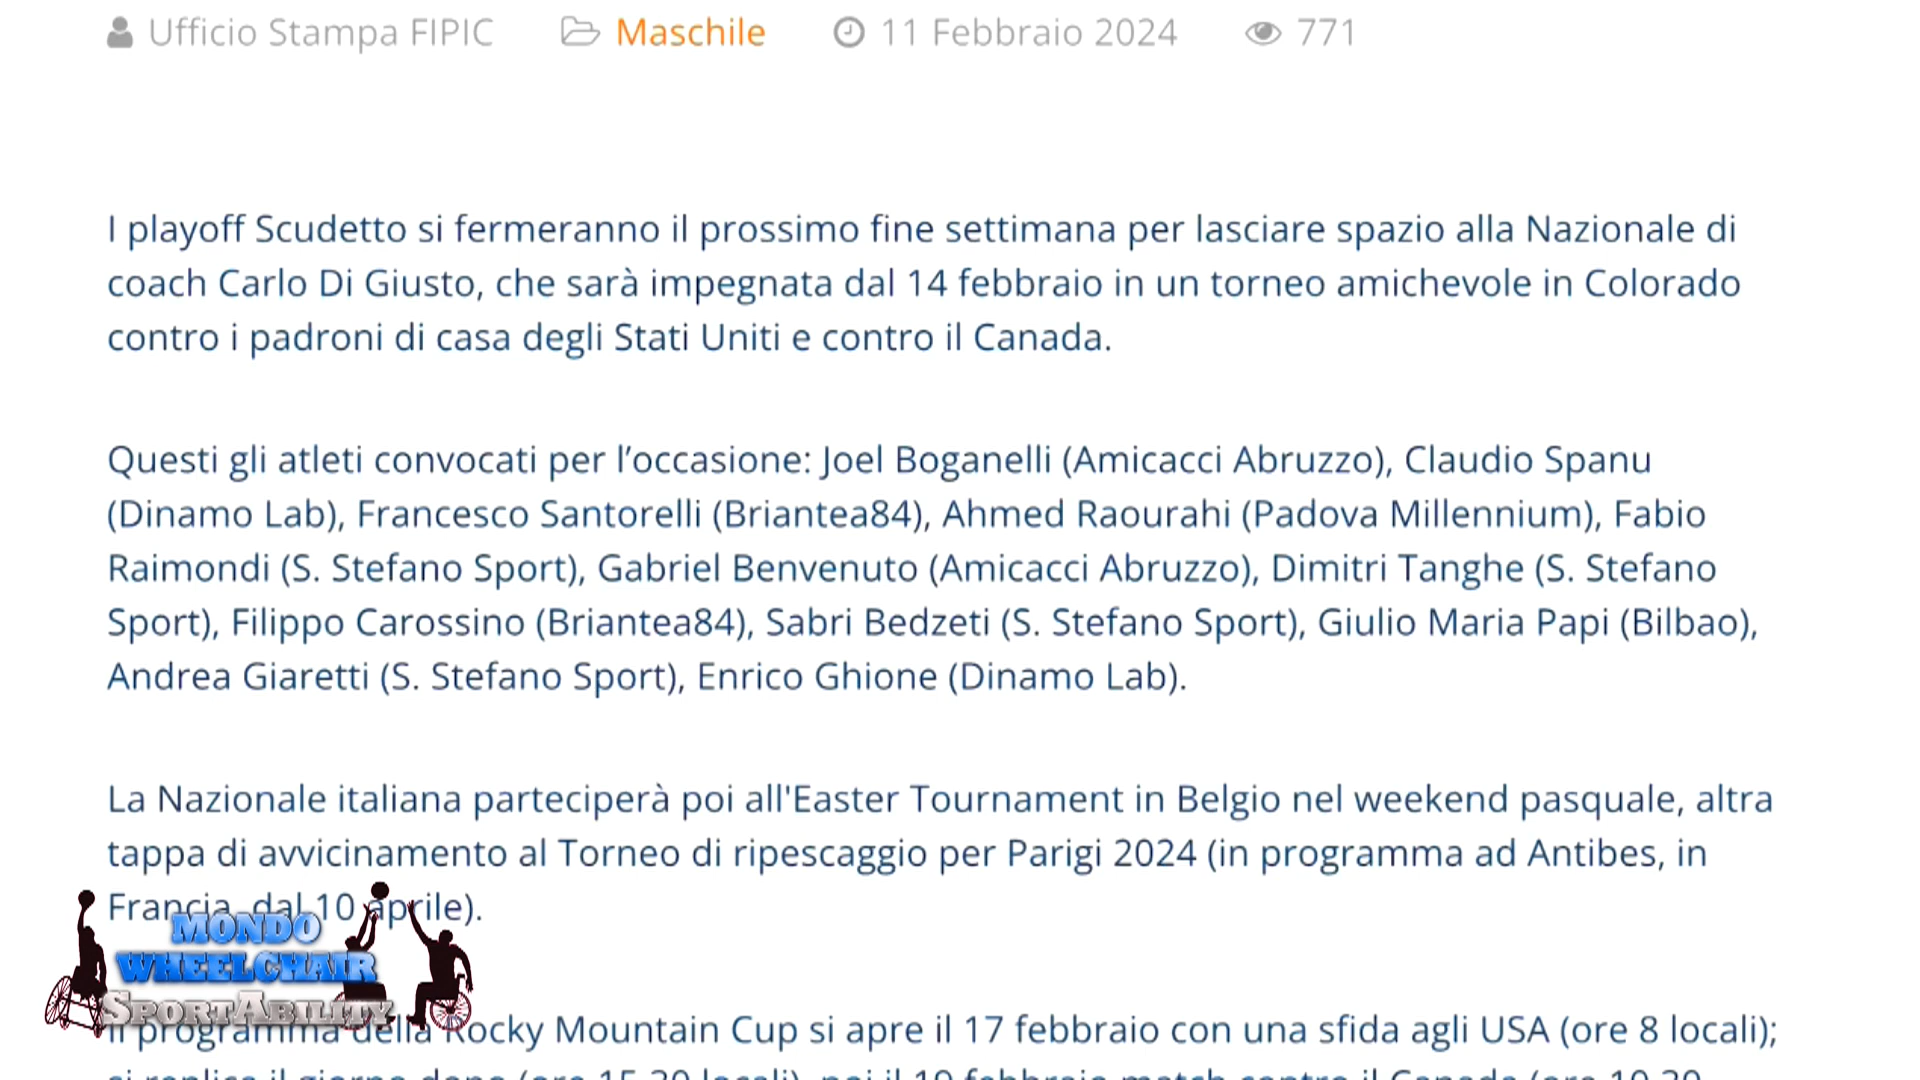 Ufficio Stampa FIPIC Maschile 11 Febbraio 2024 771
I playoff Scudetto si fermeranno il prossimo fine settimana per lasciare spazio alla Nazionale di
coach Carlo Di Giusto, che sarà impegnata dal 14 febbraio in un torneo amichevole in Colorado
contro i padroni di casa degli Stati Uniti e contro il Canada.
Questi gli atleti convocati per l’occasione: Joel Boganelli (Amicacci Abruzzo), Claudio Spanu
(Dinamo Lab), Francesco Santorelli (Briantea84), Ahmed Raourahi (Padova Millennium), Fabio
Raimondi (S. Stefano Sport), Gabriel Benvenuto (Amicacci Abruzzo), Dimitri Tanghe (S. Stefano
Sport), Filippo Carossino (Briantea84), Sabri Bedzeti (S. Stefano Sport), Giulio Maria Papi (Bilbao),
Andrea Giaretti (S. Stefano Sport), Enrico Ghione (Dinamo Lab).
La Nazionale italiana parteciperà poi all'Easter Tournament in Belgio nel weekend pasquale, altra
tappa di avvicinamento al Torneo di ripescaggio per Parigi 2024 (in programma ad Antibes, in
Francia, dal 10 aprile).
MONDO
WHEELCHAIR
SPORTABILITY
Il programma della Rocky Mountain Cup si apre il 17 febbraio con una sfida agli USA (ore 8 locali);